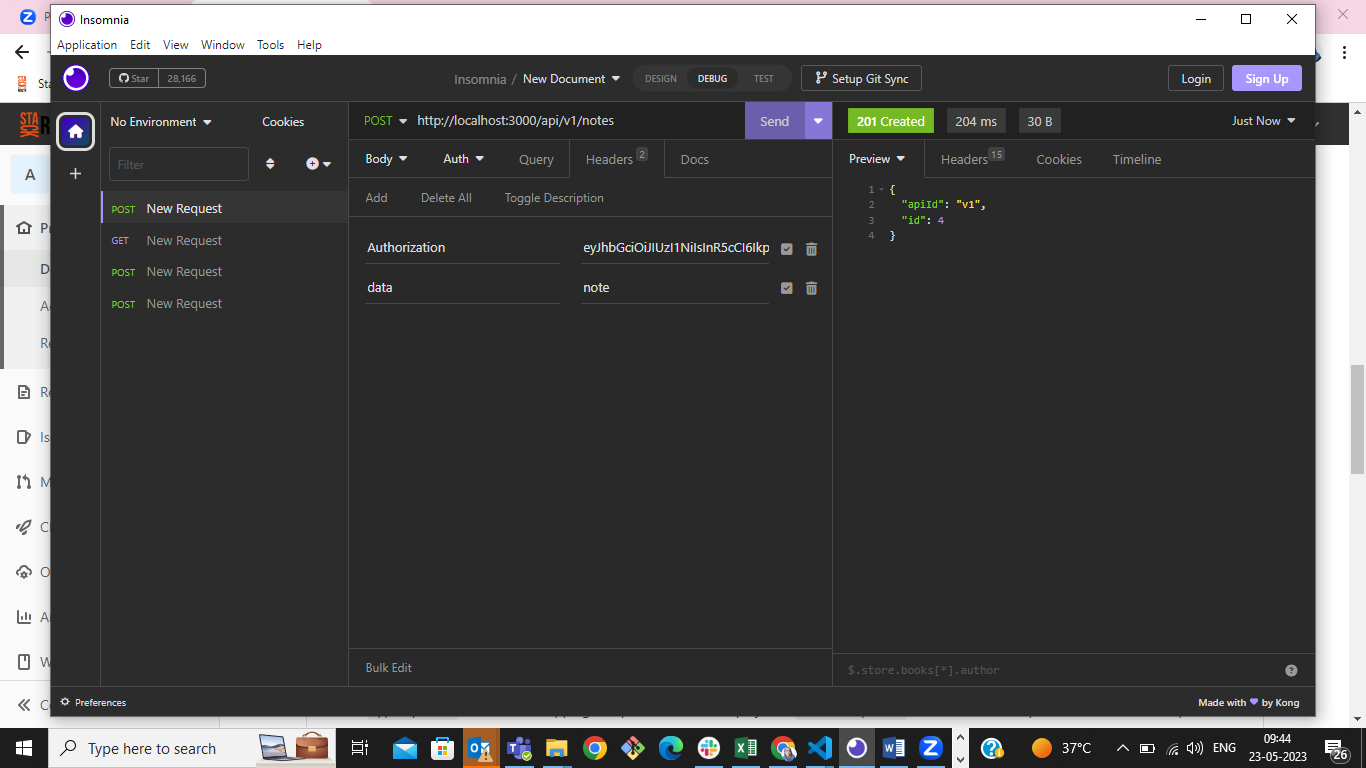 Insomnia
Application Edit View Window Tools Help
Star 28,166
Insomnia / New Document
DESIGN DEBUG TEST
Setup Git Sync
Login
Sign Up
No Environment
Cookies
POST http://localhost:3000/api/v1/notes
Send
201 Created 204 ms 30 B
Just Now
Filter
Body Auth Query Headers 2 Docs
Preview Headers 15 Cookies Timeline
Add Delete All Toggle Description
POST New Request
GET New Request
POST New Request
POST New Request
Authorization eyJhbGciOiJIUzI1NiIsInR5cCI6Ikp
data note
1 {
2 "apiId": "v1",
3 "id": 4
4 }
Bulk Edit
$.store.books[*].author
Preferences
Made with by Kong
STA
A
Type here to search
37°C
ENG
09:44
23-05-2023
26